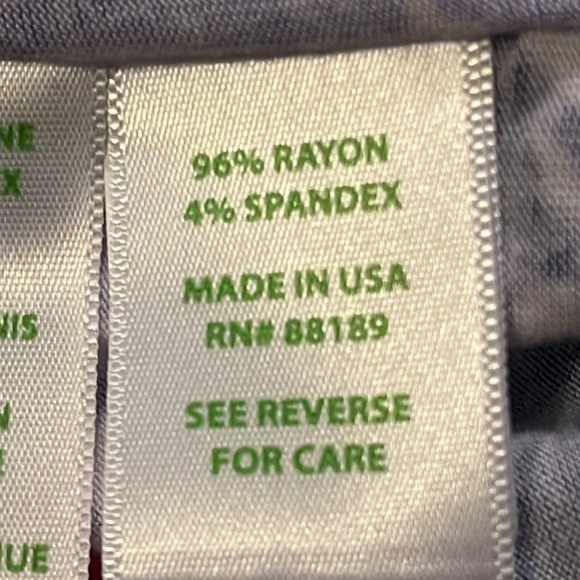 96% RAYON
4% SPANDEX
MADE IN USA
RN# 88189
SEE REVERSE
FOR CARE